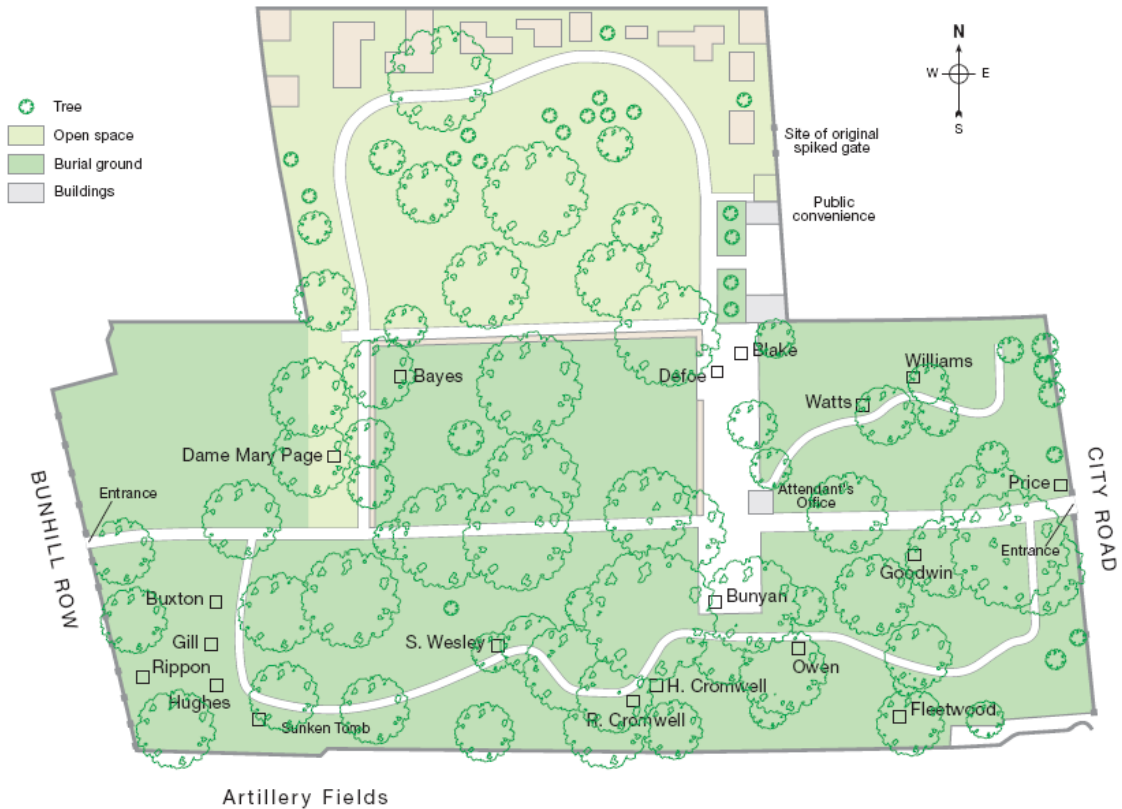 N
W
E
S
Tree
Open space
Burial ground
Buildings
Site of original
spiked gate
Public
convenience
Blake
Defoe
Bayes
Williams
Watts
Dame Mary Page
Price
Attendant's
Office
Entrance
Entrance
BUNHILL ROW
CITY ROAD
Goodwin
Buxton
Bunyan
Gill
S. Wesley
Owen
Rippon
Hughes
H. Cromwell
R. Cromwell
Fleetwood
Sunken Tomb
Artillery Fields